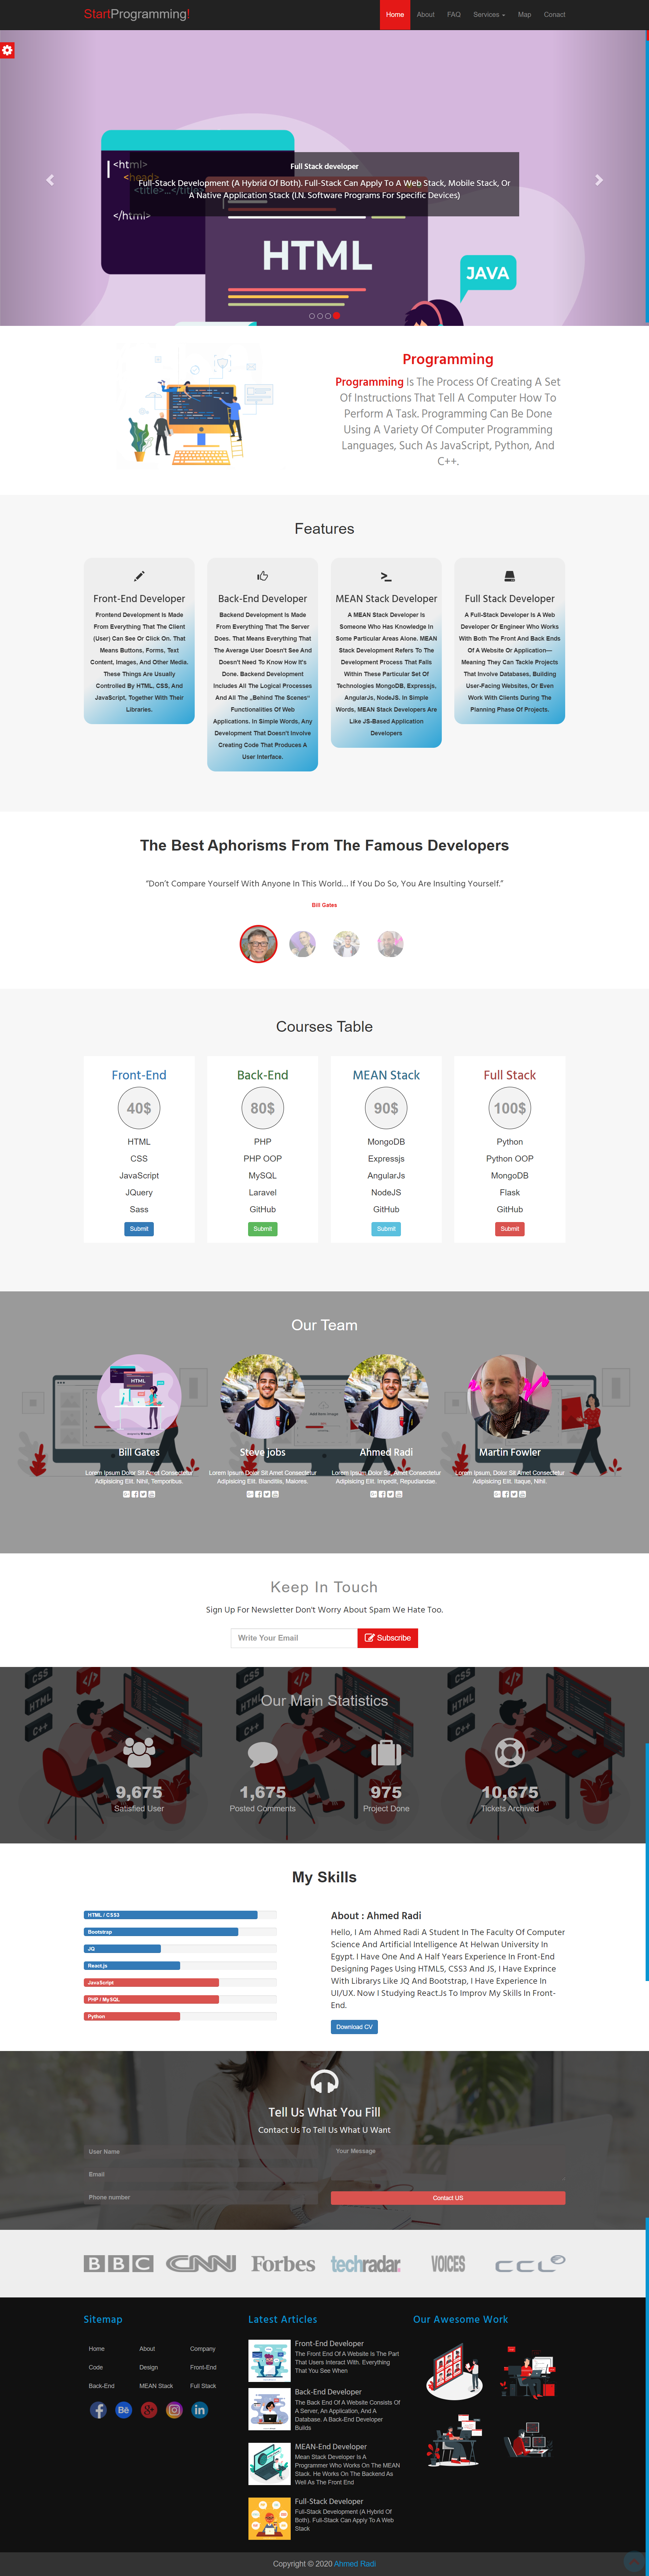 StartProgramming!
Home About FAQ Services Map Conact
<html>
<head>
<title>...</title>
</html>
HTML
JAVA
Full Stack developer
Full-Stack Development (A Hybrid Of Both). Full-Stack Can Apply To A Web Stack, Mobile Stack, Or
A Native Application Stack (I.N. Software Programs For Specific Devices)
Programming
Programming Is The Process Of Creating A Set
Of Instructions That Tell A Computer How To
Perform A Task. Programming Can Be Done
Using A Variety Of Computer Programming
Languages, Such As JavaScript, Python, And
C++.
Features
Front-End Developer
Frontend Development Is Made
From Everything That The Client
(User) Can See Or Click On. That
Means Buttons, Forms, Text
Content, Images, And Other Media.
These Things Are Usually
Controlled By HTML, CSS, And
JavaScript, Together With Their
Libraries.
Back-End Developer
Backend Development Is Made
From Everything That The Server
Does. That Means Everything That
The Average User Doesn't See And
Doesn't Need To Know How It's
Done. Backend Development
Includes All The Logical Processes
And All The „Behind The Scenes“
Functionalities Of Web
Applications. In Simple Words, Any
Development That Doesn't Involve
Creating Code That Produces A
User Interface.
MEAN Stack Developer
A MEAN Stack Developer Is
Someone Who Has Knowledge In
Some Particular Areas Alone. MEAN
Stack Development Refers To The
Development Process That Falls
Within These Particular Set Of
Technologies MongoDB, Expressjs,
AngularJs, NodeJS. In Simple
Words, MEAN Stack Developers Are
Like JS-Based Application
Developers
Full Stack Developer
A Full-Stack Developer Is A Web
Developer Or Engineer Who Works
With Both The Front And Back Ends
Of A Website Or Application—
Meaning They Can Tackle Projects
That Involve Databases, Building
User-Facing Websites, Or Even
Work With Clients During The
Planning Phase Of Projects.
The Best Aphorisms From The Famous Developers
“Don’t Compare Yourself With Anyone In This World… If You Do So, You Are Insulting Yourself.”
Bill Gates
Courses Table
Front-End
40$
HTML
CSS
JavaScript
JQuery
Sass
Submit
Back-End
80$
PHP
PHP OOP
MySQL
Laravel
GitHub
Submit
MEAN Stack
90$
MongoDB
Expressjs
AngularJs
NodeJS
GitHub
Submit
Full Stack
100$
Python
Python OOP
MongoDB
Flask
GitHub
Submit
Our Team
HTML
Bill Gates
Lorem Ipsum Dolor Sit Amet Consectetur
Adipisicing Elit. Nihil, Temporibus.
Steve jobs
Lorem Ipsum Dolor Sit Amet Consectetur
Adipisicing Elit. Blanditiis, Maiores.
Ahmed Radi
Lorem Ipsum Dolor Sit Amet Consectetur
Adipisicing Elit. Impedit, Repudiandae.
Martin Fowler
Lorem Ipsum, Dolor Sit Amet Consectetur
Adipisicing Elit. Itaque, Nihil.
Keep In Touch
Sign Up For Newsletter Don't Worry About Spam We Hate Too.
Write Your Email
Subscribe
CSS
HTML
C++
CSS
HTML
C++
CSS
HTML
C++
Our Main Statistics
9,675
Satisfied User
1,675
Posted Comments
975
Project Done
10,675
Tickets Archived
My Skills
HTML / CSS3
Bootstrap
JQ
React.js
JavaScript
PHP / MySQL
Python
About : Ahmed Radi
Hello, I Am Ahmed Radi A Student In The Faculty Of Computer
Science And Artificial Intelligence At Helwan University In
Egypt. I Have One And A Half Years Experience In Front-End
Designing Pages Using HTML5, CSS3 And JS, I Have Exprince
With Librarys Like JQ And Bootstrap, I Have Experience In
UI/UX. Now I Studying ReactJs To Improv My Skills In Front-
End.
Download CV
Tell Us What You Fill
Contact Us To Tell Us What U Want
User Name
Email
Phone number
Your Message
Contact US
BBC CNN Forbes techradar. VOICES CCL
Sitemap
Home About Company
Code Design Front-End
Back-End MEAN Stack Full Stack
Latest Articles
Front-End Developer
The Front End Of A Website Is The Part
That Users Interact With. Everything
That You See When
Back-End Developer
The Back End Of A Website Consists Of
A Server, An Application, And A
Database. A Back-End Developer
Builds
MEAN-End Developer
Mean Stack Developer Is A
Programmer Who Works On The MEAN
Stack. He Works On The Backend As
Well As The Front End
Full-Stack Developer
Full-Stack Development (A Hybrid Of
Both). Full-Stack Can Apply To A Web
Stack
Our Awesome Work
Copyright © 2020 Ahmed Radi